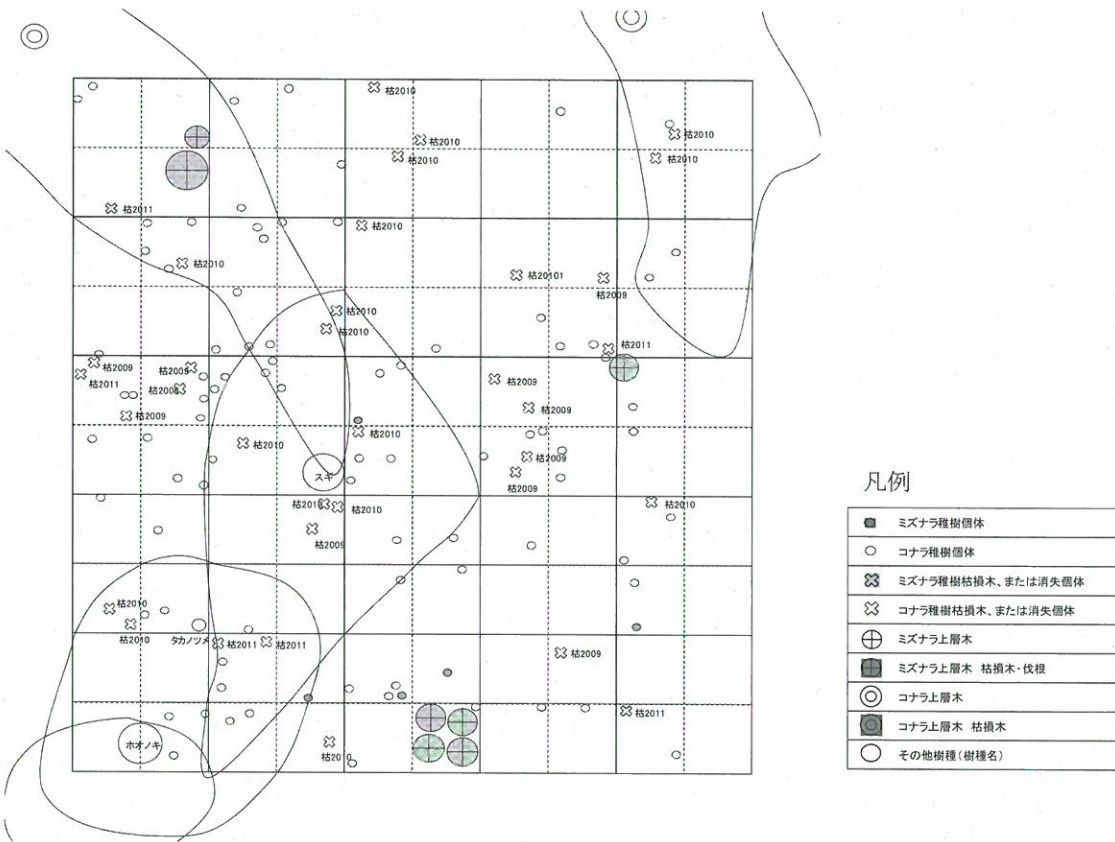 枯2010
枯2010
枯2010
枯2010
枯2010
枯2011
枯2010
枯2010
枯20101
枯2009
枯2010
枯2010
枯2011
枯2009
枯2009
枯2011
枯2009
枯2008
枯2009
枯2009
枯2010
枯2010
枯2009
スギ
枯2009
枯2010
枯2010
枯2010
枯2009
枯2010
枯2010
タカノツメ
枯2011
枯2011
枯2009
枯2011
ホオノキ
枯2010
凡例
ミズナラ稚樹個体
コナラ稚樹個体
ミズナラ稚樹枯損木、または消失個体
コナラ稚樹枯損木、または消失個体
ミズナラ上層木
ミズナラ上層木 枯損木・伐根
コナラ上層木
コナラ上層木 枯損木
その他樹種(樹種名)